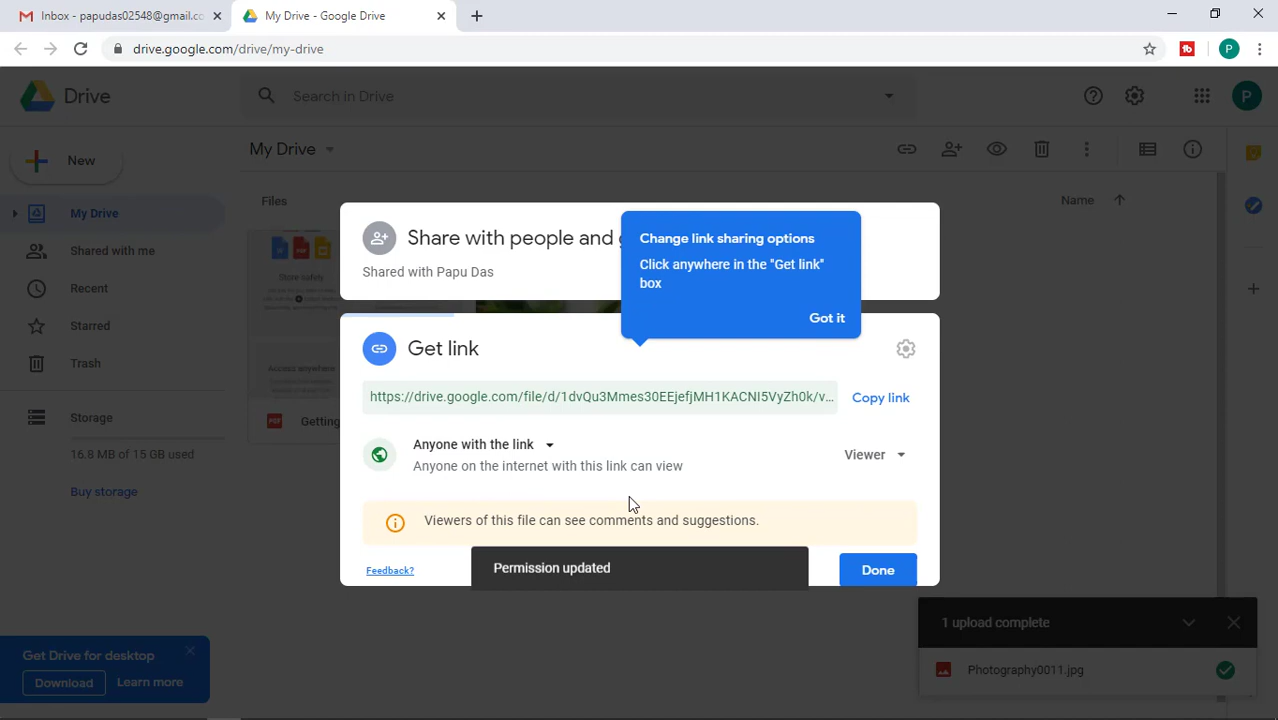 Inbox - papudas02548@gmail.co
My Drive - Google Drive
drive.google.com/drive/my-drive
P
Drive
Search in Drive
P
New
My Drive
My Drive
Files
Name
Shared with me
Recent
Starred
Trash
Storage
16.8 MB of 15 GB used
Buy storage
Store safely
Access anywhere
Getting
Share with people and g
Shared with Papu Das
Change link sharing options
Click anywhere in the "Get link"
box
Got it
Get link
https://drive.google.com/file/d/1dvQu3Mmes30EEjefjMH1KACNI5VyZh0k/v...
Copy link
Anyone with the link
Anyone on the internet with this link can view
Viewer
Viewers of this file can see comments and suggestions.
Feedback?
Permission updated
Done
1 upload complete
Photography0011.jpg
Get Drive for desktop
Download
Learn more